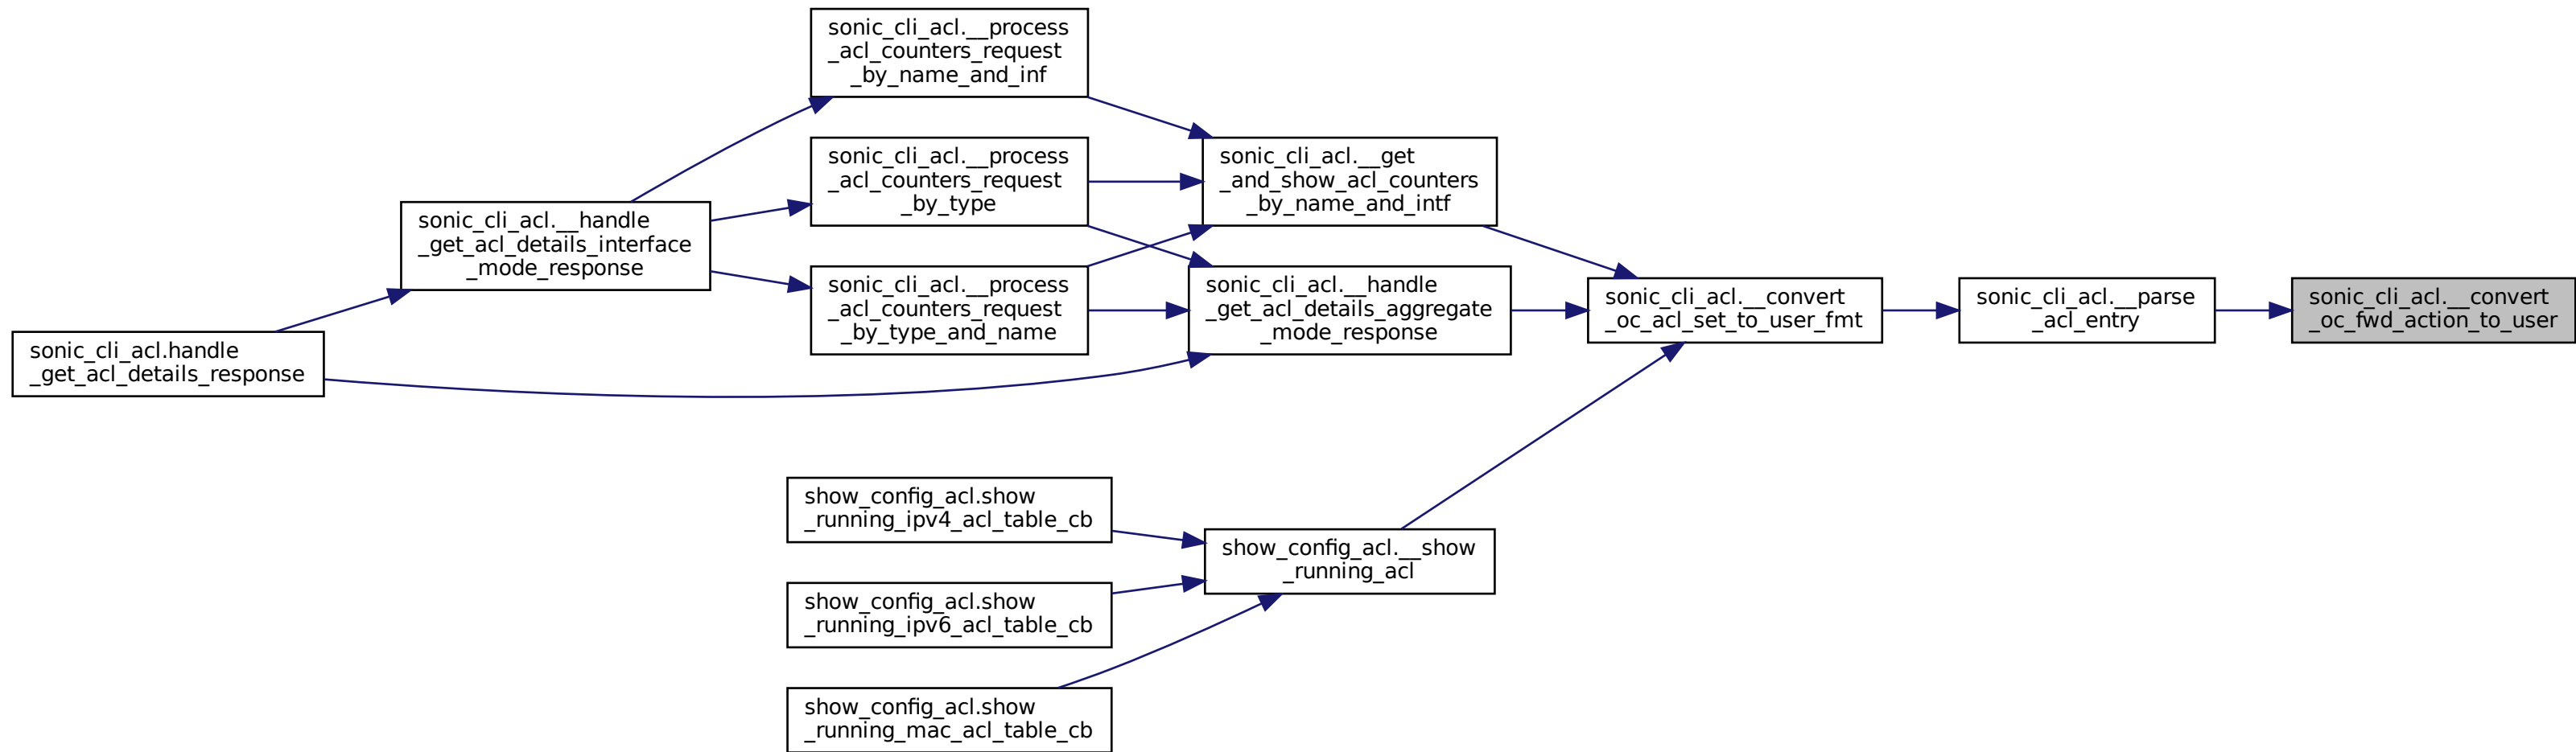 sonic_cli_acl.__process
_acl_counters_request
_by_name_and_inf
sonic_cli_acl.__process
_acl_counters_request
_by_type
sonic_cli_acl.__get
_and_show_acl_counters
_by_name_and_intf
sonic_cli_acl.__handle
_get_acl_details_interface
_mode_response
sonic_cli_acl.__process
_acl_counters_request
_by_type_and_name
sonic_cli_acl.__handle
_get_acl_details_aggregate
_mode_response
sonic_cli_acl.__convert
_oc_acl_set_to_user_fmt
sonic_cli_acl.__parse
_acl_entry
sonic_cli_acl.__convert
_oc_fwd_action_to_user
sonic_cli_acl.handle
_get_acl_details_response
show_config_acl.show
_running_ipv4_acl_table_cb
show_config_acl.__show
_running_acl
show_config_acl.show
_running_ipv6_acl_table_cb
show_config_acl.show
_running_mac_acl_table_cb